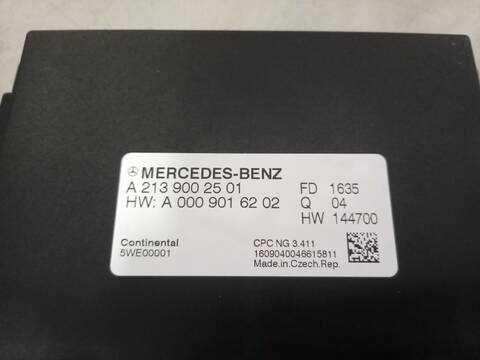 MERCEDES-BENZ
A 213 900 25 01 FD 1635
HW: A 000 901 62 02 Q 04
HW 144700
Continental CPC NG 3.411
5WE00001 1609040046615811
Made.in.Czech.Rep.